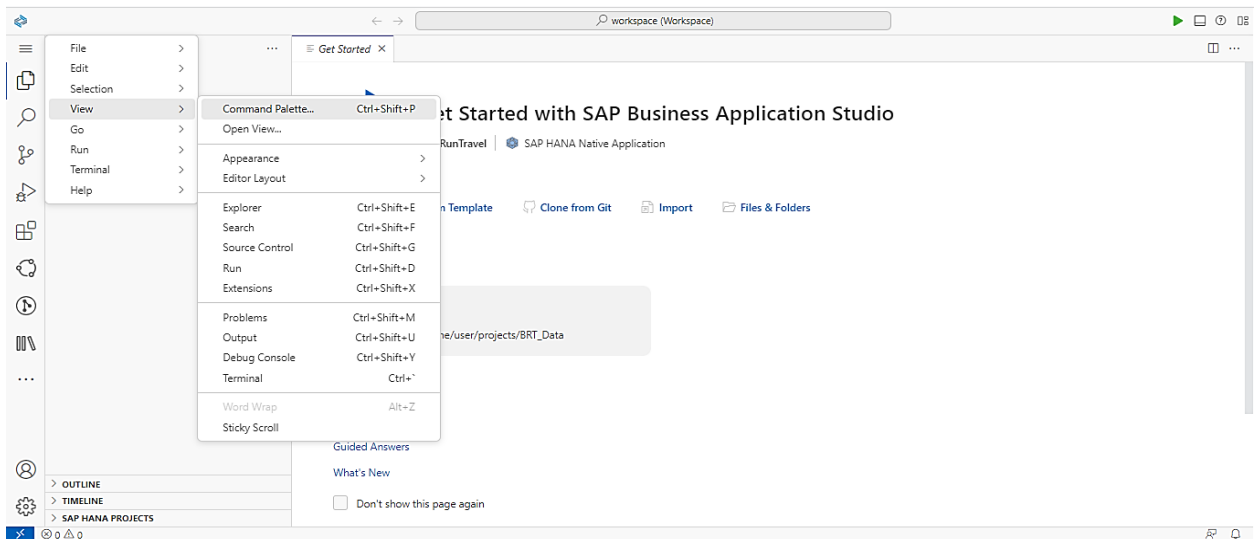 workspace (Workspace)
File
Edit
Selection
View
Go
Run
Terminal
Help
Command Palette... Ctrl+Shift+P
Open View...
Appearance
Editor Layout
Explorer Ctrl+Shift+E
Search Ctrl+Shift+F
Source Control Ctrl+Shift+G
Run Ctrl+Shift+D
Extensions Ctrl+Shift+X
Problems Ctrl+Shift+M
Output Ctrl+Shift+U
Debug Console Ctrl+Shift+Y
Terminal Ctrl+`
Word Wrap Alt+Z
Sticky Scroll
Get Started
et Started with SAP Business Application Studio
RunTravel SAP HANA Native Application
Template Clone from Git Import Files & Folders
/user/projects/BRT_Data
Guided Answers
What's New
Don't show this page again
OUTLINE
TIMELINE
SAP HANA PROJECTS
0 0